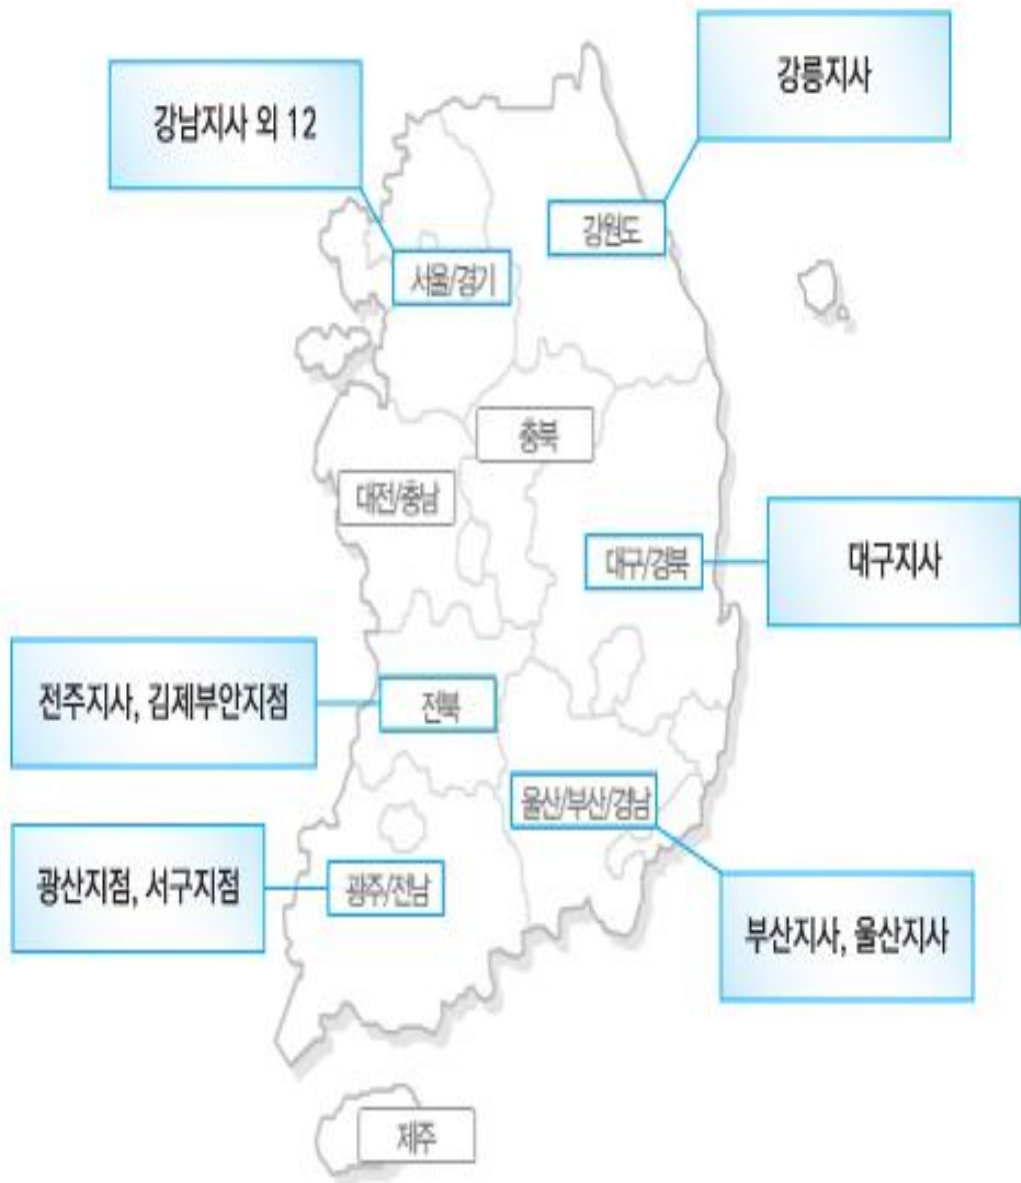 강릉지사
강남지사 외 12
강원도
서울/경기
충북
대전/충남
대구/경북
대구지사
전주지사, 김제부안지점
전북
울산/부산/경남
광산지점, 서구지점
광주/전남
부산지사, 울산지사
제주